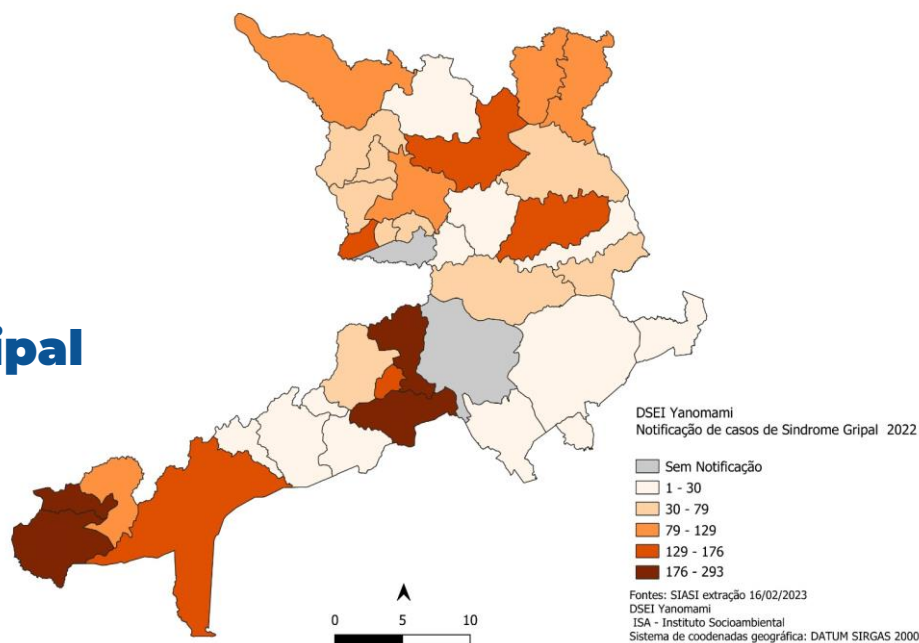 ipal
DSEI Yanomami
Notificação de casos de Sindrome Gripal 2022
Sem Notificação
1 - 30
30 - 79
79 - 129
129 - 176
176 - 293
Fontes: SIASI extração 16/02/2023
DSEI Yanomami
ISA - Instituto Socioambiental
Sistema de coodenadas geográfica: DATUM SIRGAS 2000
0 5 10